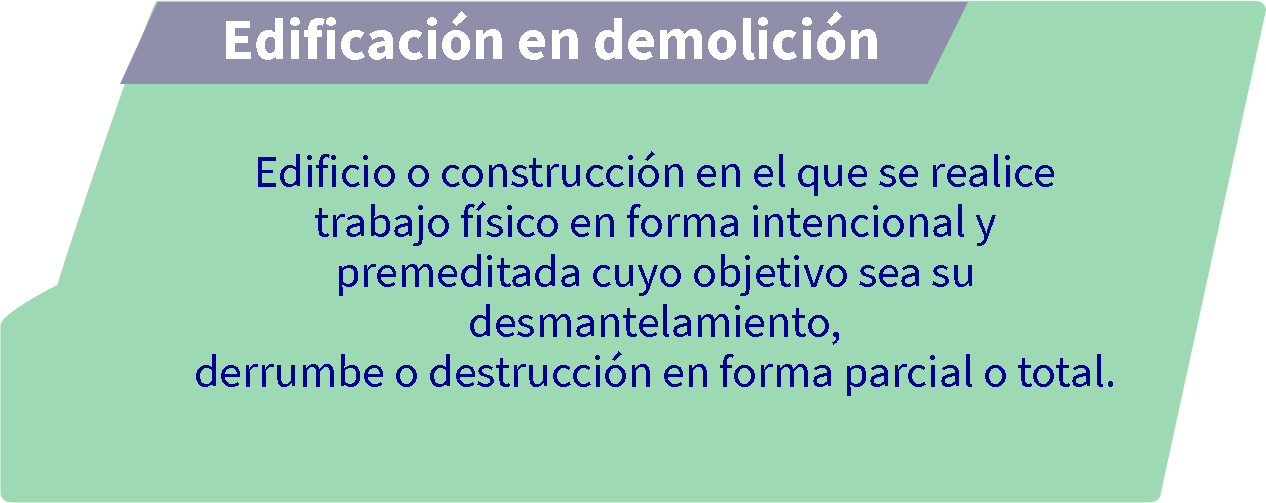 Edificación en demolición
Edificio o construcción en el que se realice
trabajo físico en forma intencional y
premeditada cuyo objetivo sea su
desmantelamiento,
derrumbe o destrucción en forma parcial o total.